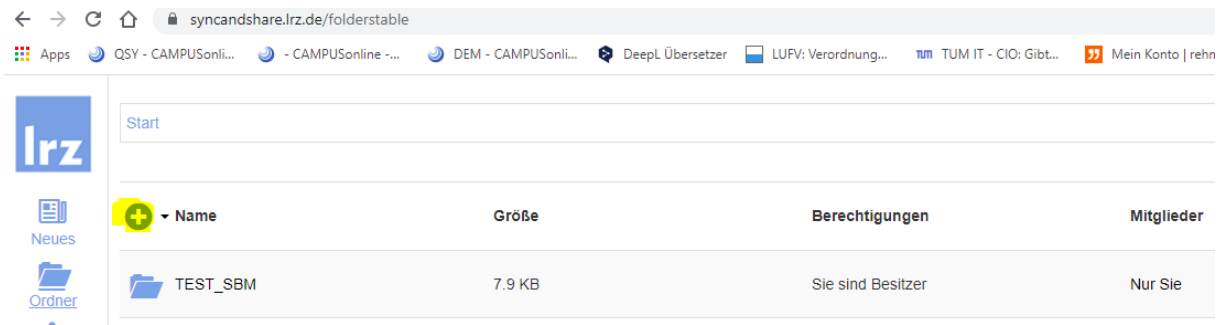 syncandshare.lrz.de/folderstable
Apps QSY - CAMPUSonli... - CAMPUSonline -... DEM - CAMPUSonli... DeepL Übersetzer LUFV: Verordnung... TUM TUM IT - CIO: Gibt... Mein Konto | rehn
lrz
Start
Neues
Name Größe Berechtigungen Mitglieder
TEST_SBM 7.9 KB Sie sind Besitzer Nur Sie
Ordner